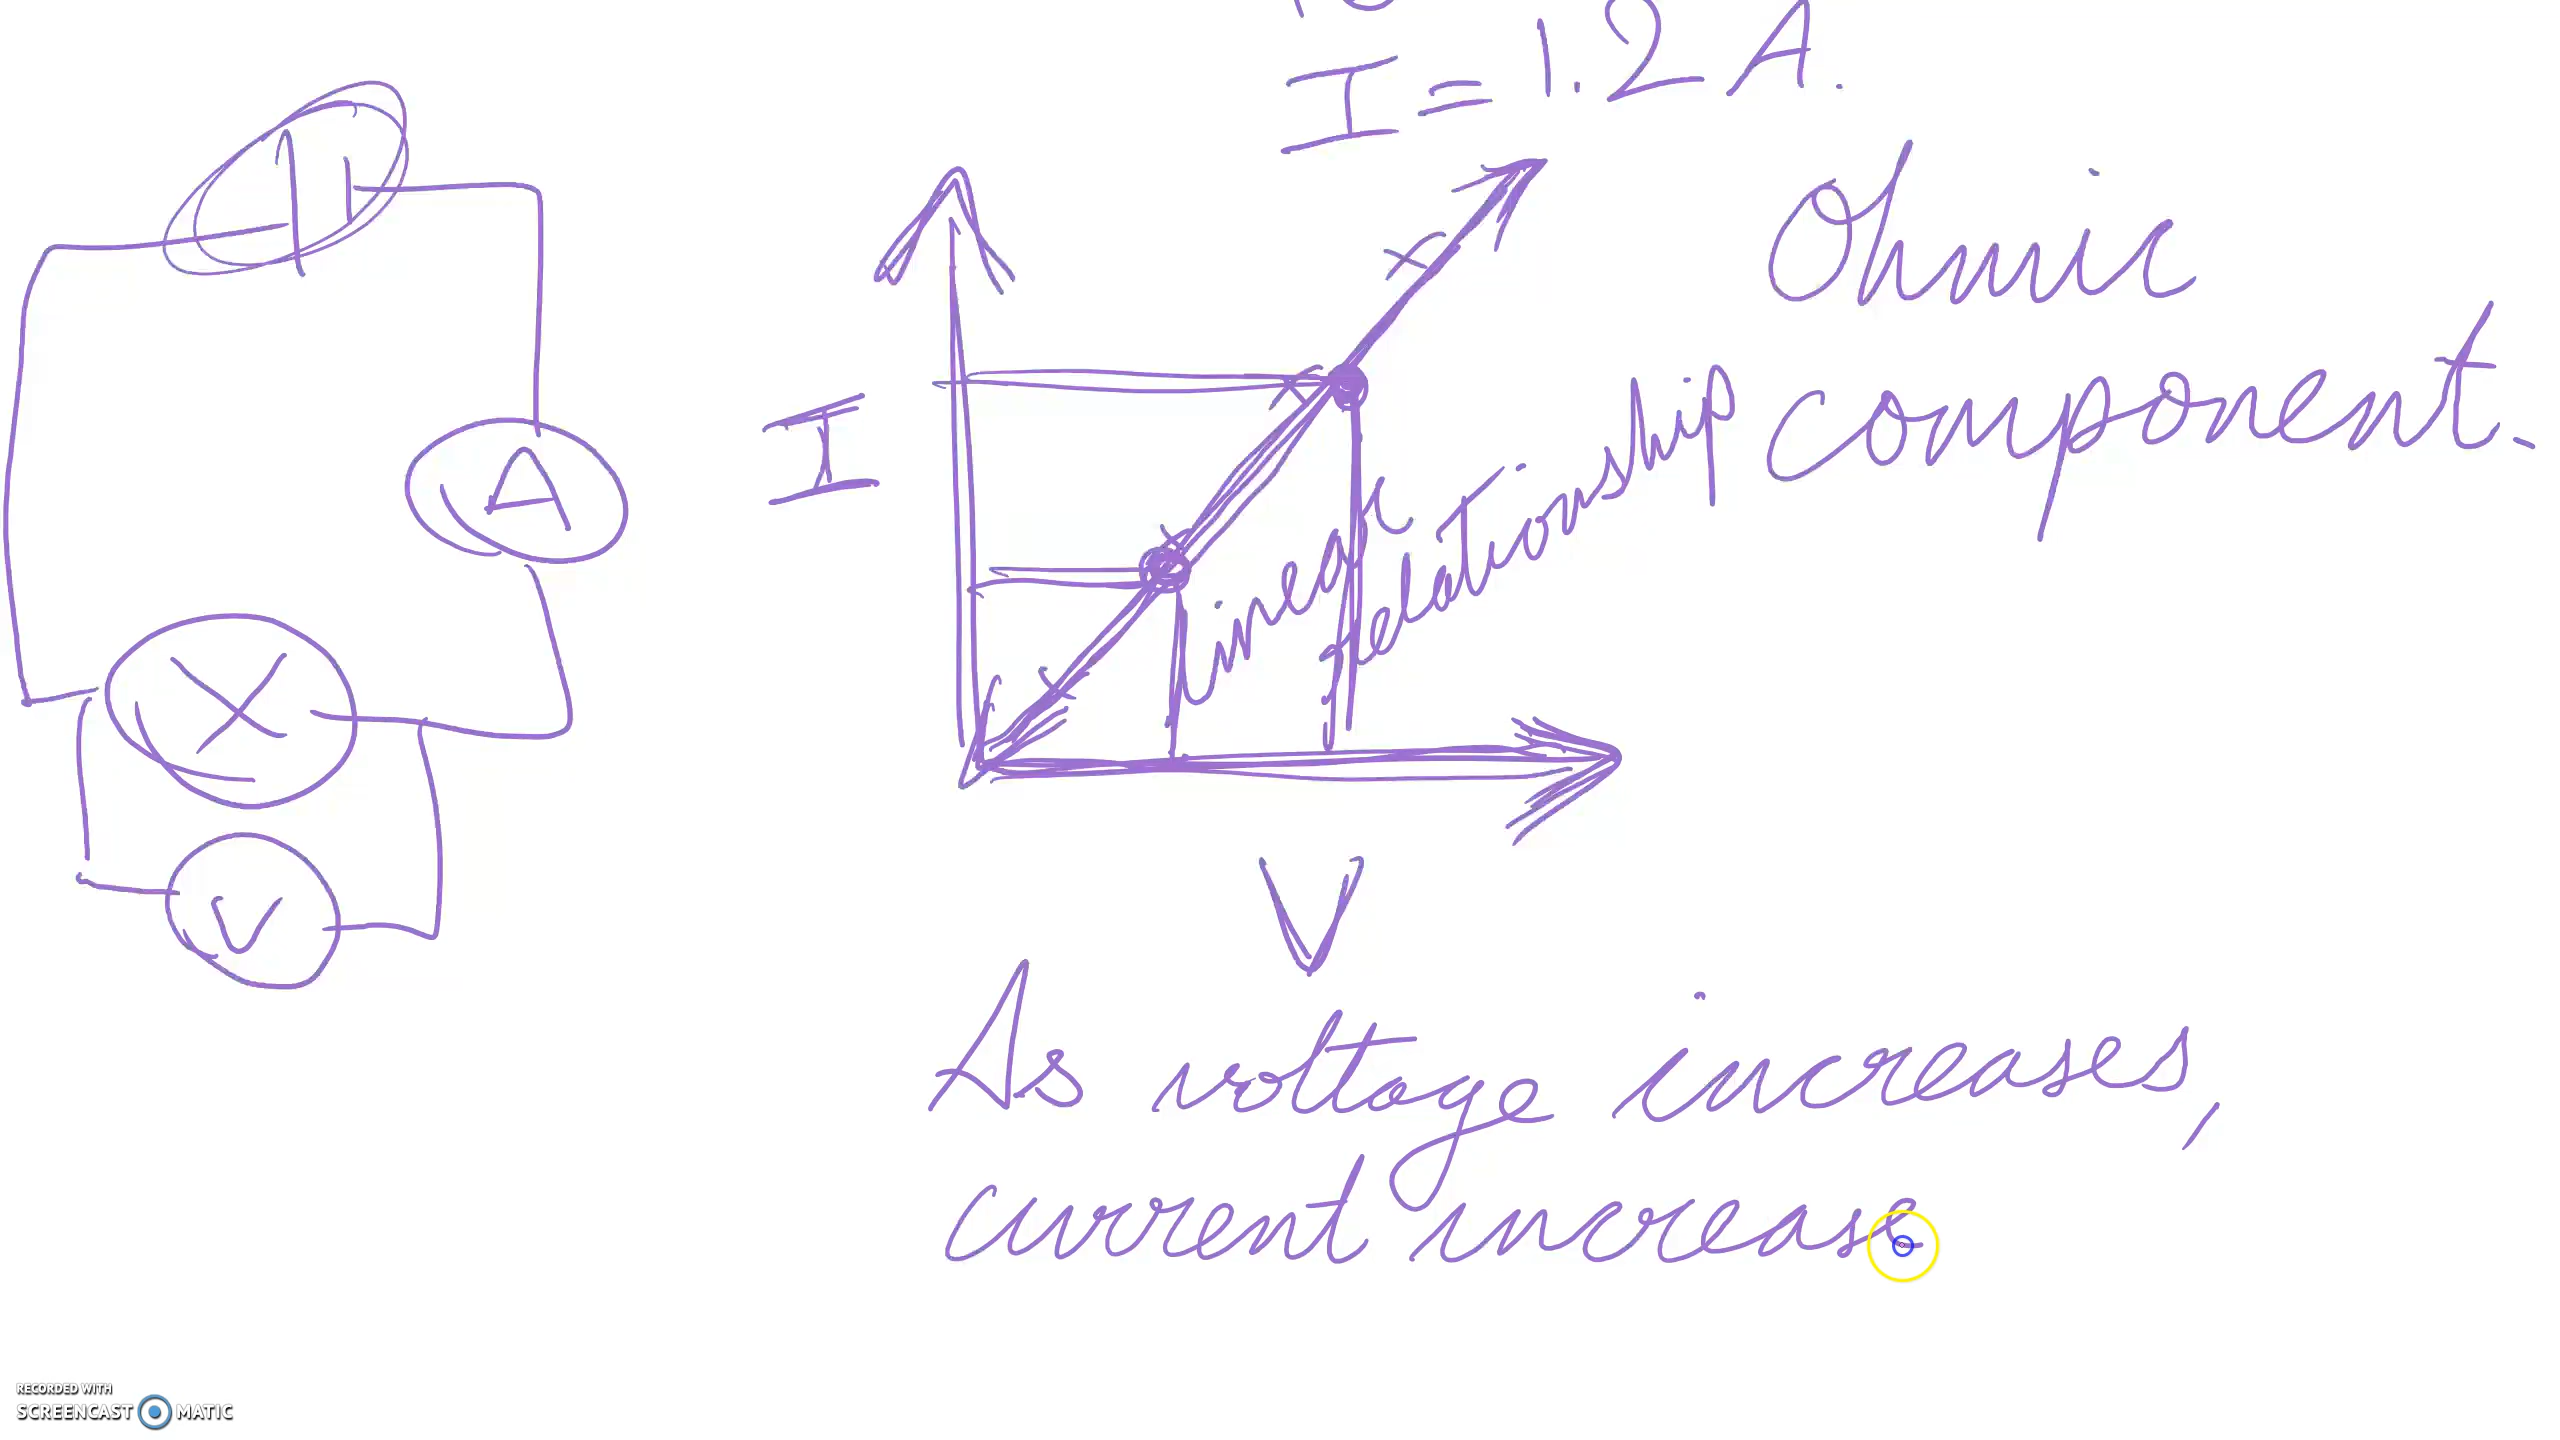 I = 1.2 A.
Ohmic
component.
I
linear
relationship
A
X
V
V
As voltage increases,
current increase
RECORDED WITH
SCREENCAST MATIC